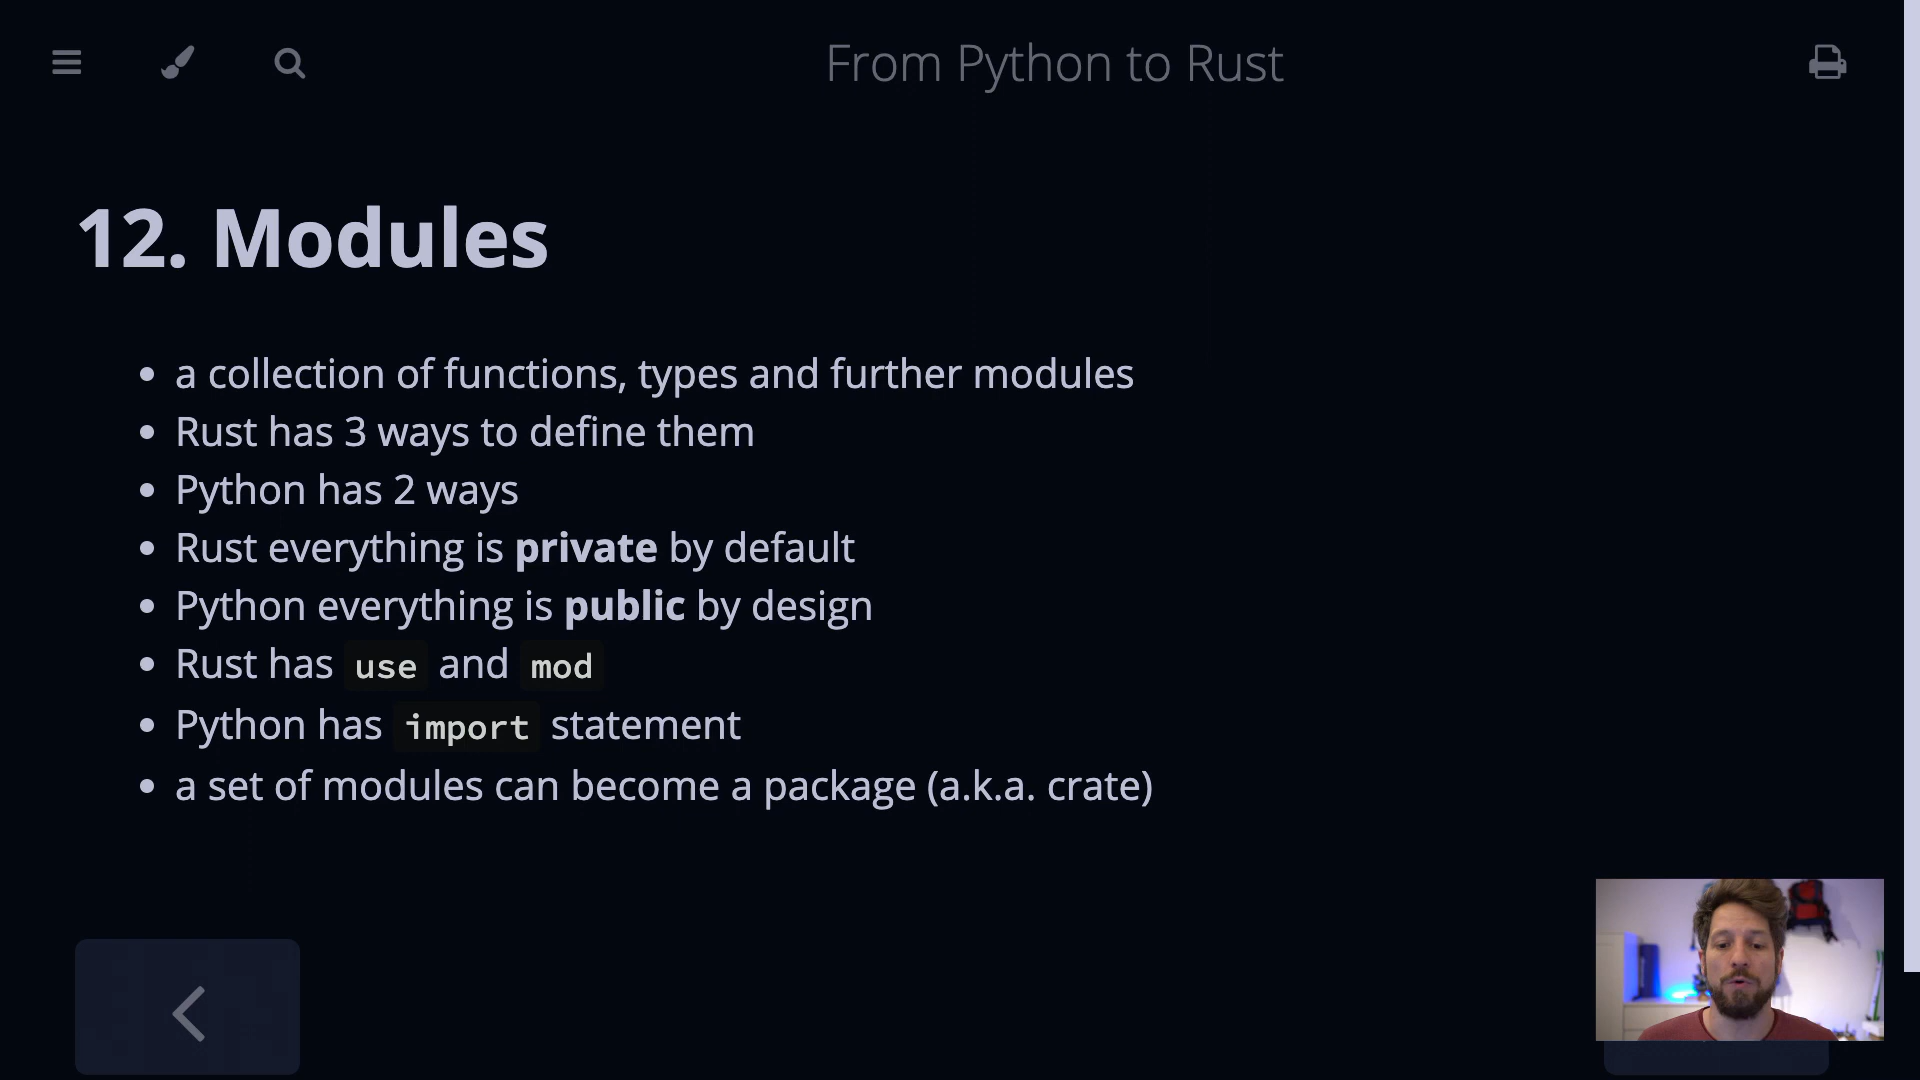 From Python to Rust
12. Modules
• a collection of functions, types and further modules
• Rust has 3 ways to define them
• Python has 2 ways
• Rust everything is private by default
• Python everything is public by design
• Rust has use and mod
• Python has import statement
• a set of modules can become a package (a.k.a. crate)